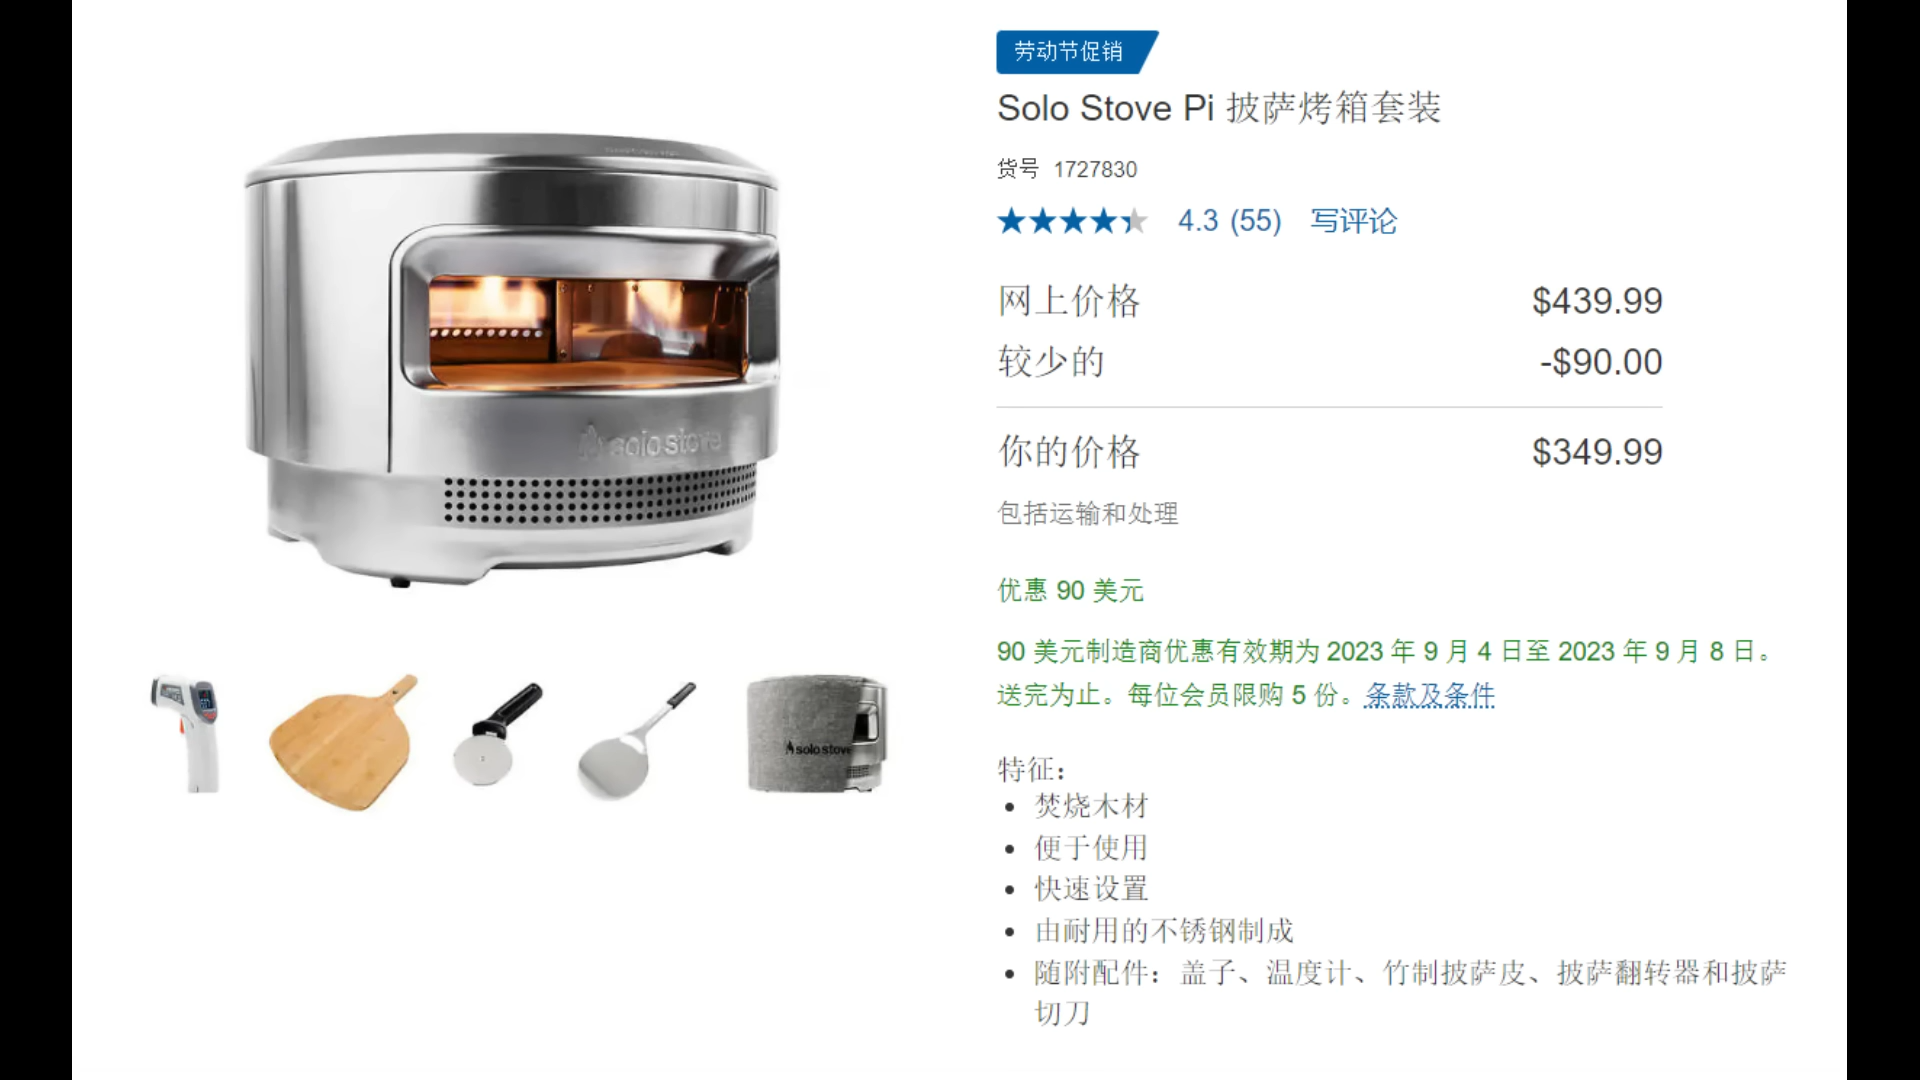 劳动节促销
Solo Stove Pi 披萨烤箱套装
货号 1727830
4.3 (55) 写评论
网上价格 $439.99
较少的 -$90.00
你的价格 $349.99
包括运输和处理
优惠 90 美元
90 美元制造商优惠有效期为 2023 年 9 月 4 日至 2023 年 9 月 8 日。
送完为止。每位会员限购 5 份。条款及条件
特征：
• 焚烧木材
• 便于使用
• 快速设置
• 由耐用的不锈钢制成
• 随附配件：盖子、温度计、竹制披萨皮、披萨翻转器和披萨
切刀
solo stove
solo stove